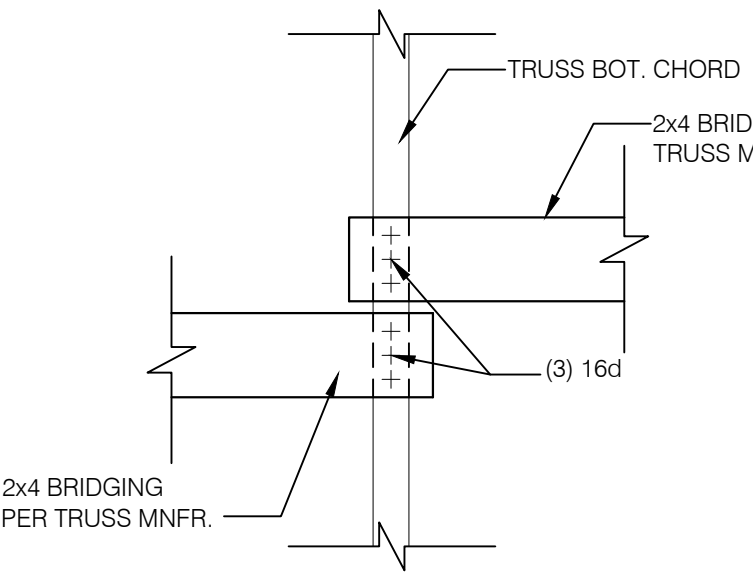 TRUSS BOT. CHORD
2x4 BRID
TRUSS M
(3) 16d
2x4 BRIDGING
PER TRUSS MNFR.